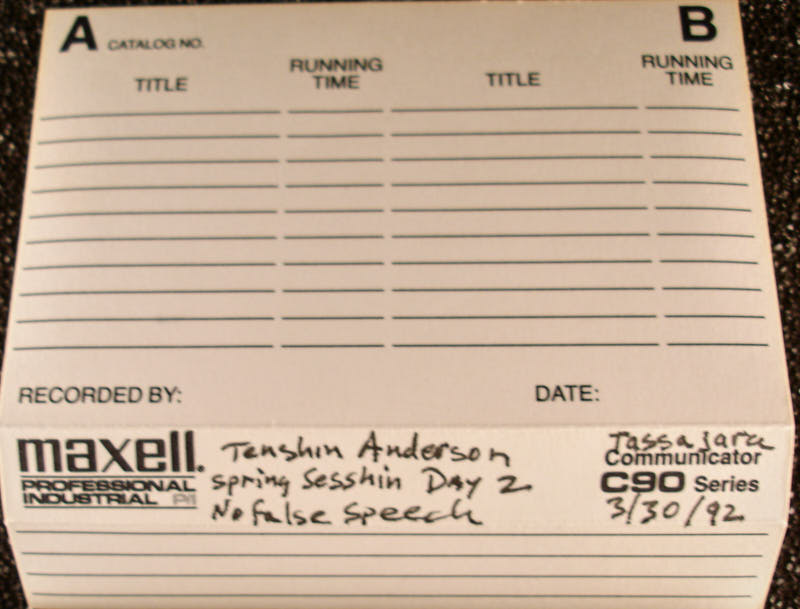 A CATALOG NO. B
TITLE RUNNING TIME TITLE RUNNING TIME
RECORDED BY: DATE:
maxell. Tenshin Anderson Tassajara
Communicator
PROFESSIONAL spring Sesshin Day 2 C90 Series
INDUSTRIAL P/I No false speech 3/30/92